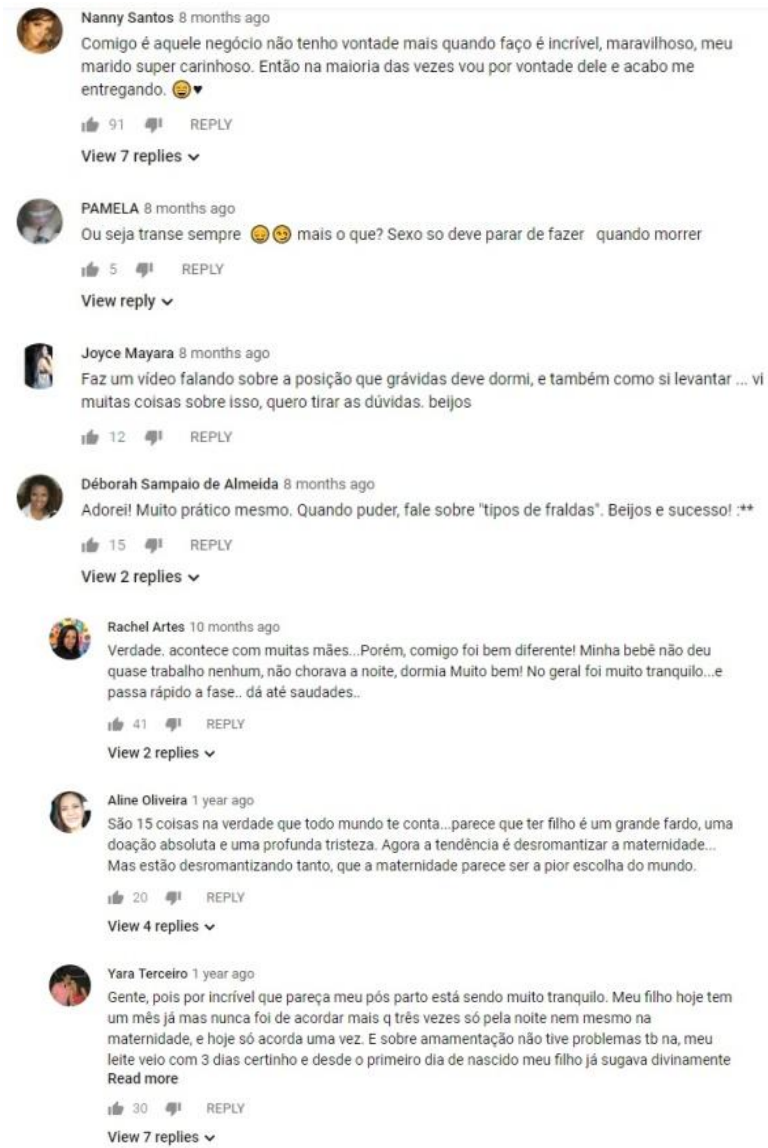 Nanny Santos 8 months ago
Comigo é aquele negócio não tenho vontade mais quando faço é incrível, maravilhoso, meu
marido super carinhoso. Então na maioria das vezes vou por vontade dele e acabo me
entregando. 😄♥
91 REPLY
View 7 replies
PAMELA 8 months ago
Ou seja transe sempre 😔😏 mais o que? Sexo so deve parar de fazer quando morrer
5 REPLY
View reply
Joyce Mayara 8 months ago
Faz um vídeo falando sobre a posição que grávidas deve dormi, e também como si levantar ... vi
muitas coisas sobre isso, quero tirar as dúvidas. beijos
12 REPLY
Déborah Sampaio de Almeida 8 months ago
Adorei! Muito prático mesmo. Quando puder, fale sobre "tipos de fraldas". Beijos e sucesso! :**
15 REPLY
View 2 replies
Rachel Artes 10 months ago
Verdade. acontece com muitas mães...Porém, comigo foi bem diferente! Minha bebê não deu
quase trabalho nenhum, não chorava a noite, dormia Muito bem! No geral foi muito tranquilo...e
passa rápido a fase.. dá até saudades..
41 REPLY
View 2 replies
Aline Oliveira 1 year ago
São 15 coisas na verdade que todo mundo te conta...parece que ter filho é um grande fardo, uma
doação absoluta e uma profunda tristeza. Agora a tendência é desromantizar a maternidade...
Mas estão desromantizando tanto, que a maternidade parece ser a pior escolha do mundo.
20 REPLY
View 4 replies
Yara Terceiro 1 year ago
Gente, pois por incrível que pareça meu pós parto está sendo muito tranquilo. Meu filho hoje tem
um mês já mas nunca foi de acordar mais q três vezes só pela noite nem mesmo na
maternidade, e hoje só acorda uma vez. E sobre amamentação não tive problemas tb na, meu
leite veio com 3 dias certinho e desde o primeiro dia de nascido meu filho já sugava divinamente
Read more
30 REPLY
View 7 replies